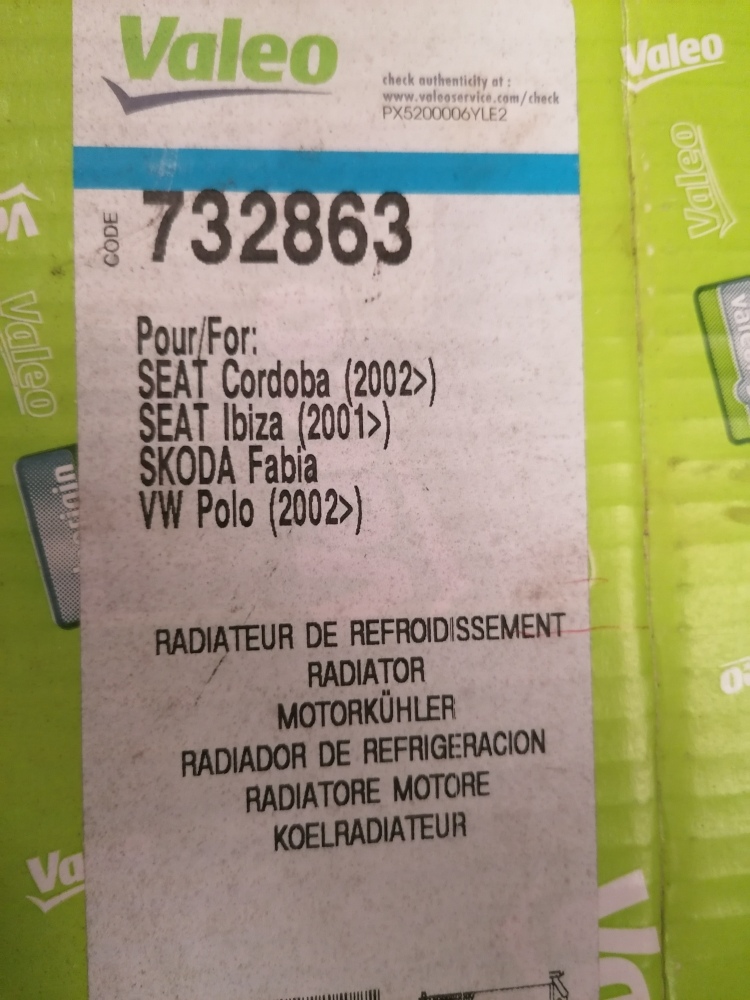 Valeo
check authenticity at :
www.valeoservice.com/check
PX5200006YLE2
Valeo
Valeo
CODE
732863
Valeo
Pour/For:
SEAT Cordoba (2002>)
SEAT Ibiza (2001>)
SKODA Fabia
VW Polo (2002>)
RADIATEUR DE REFROIDISSEMENT
RADIATOR
MOTORKÜHLER
RADIADOR DE REFRIGERACION
RADIATORE MOTORE
KOELRADIATEUR